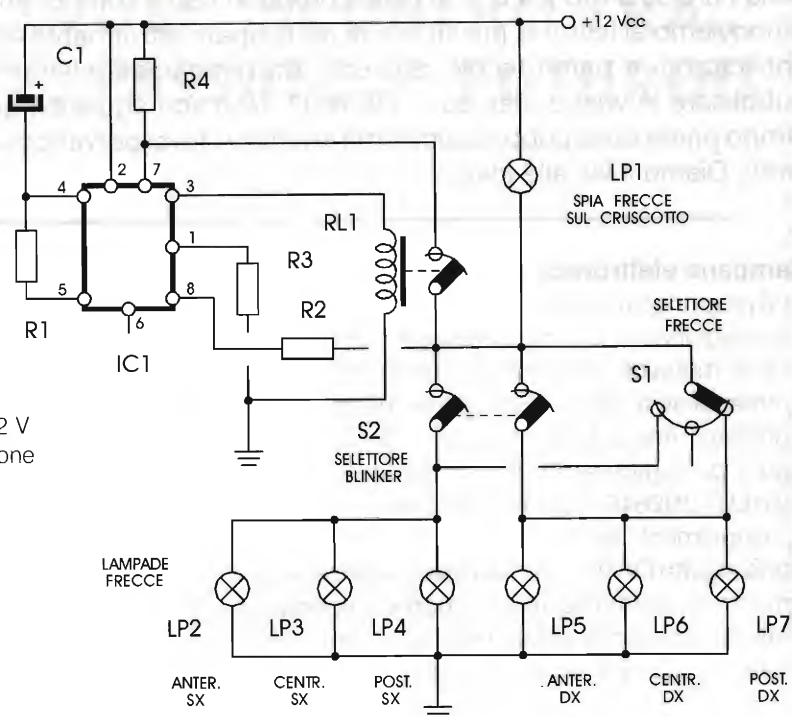 +12 Vcc
C1
R4
2 7
4 3
LP1
SPIA FRECCE
SUL CRUSCOTTO
RL1
1
R3
5 8
R2
SELETTORE
FRECCE
6
R1
IC1
S1
S2
SELETTORE
BLINKER
2 V
one
LAMPADE
FRECCE
LP2 LP3 LP4 LP5 LP6 LP7
ANTER. CENTR. POST. ANTER. CENTR. POST.
SX SX SX DX DX DX